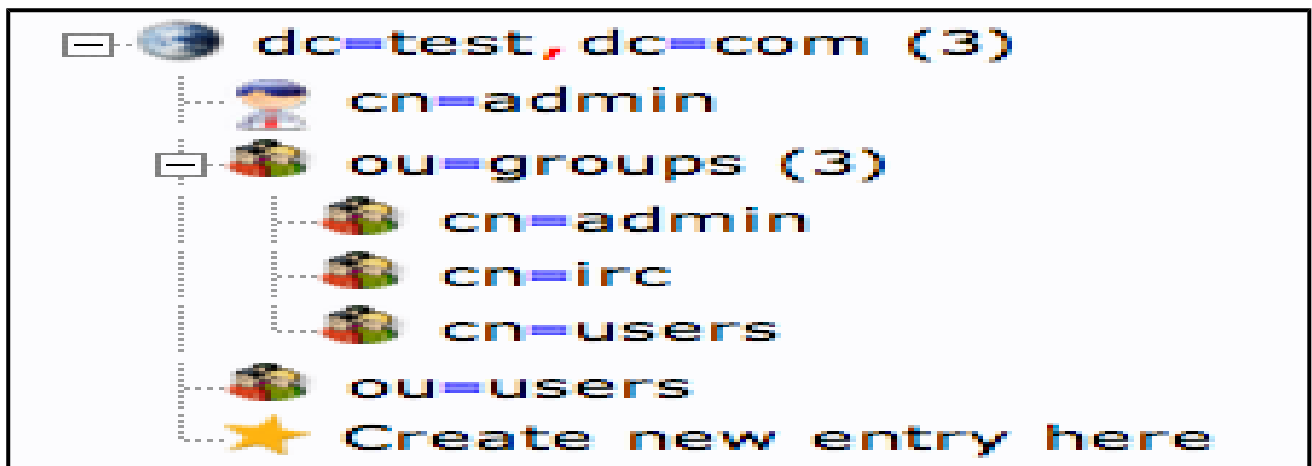 dc=test,dc=com (3)
cn=admin
ou=groups (3)
cn=admin
cn=irc
cn=users
ou=users
Create new entry here